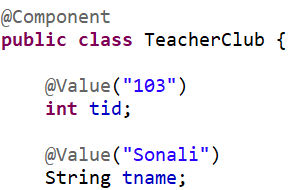 @Component
public class TeacherClub {
@Value("103")
int tid;
@Value("Sonali")
String tname;